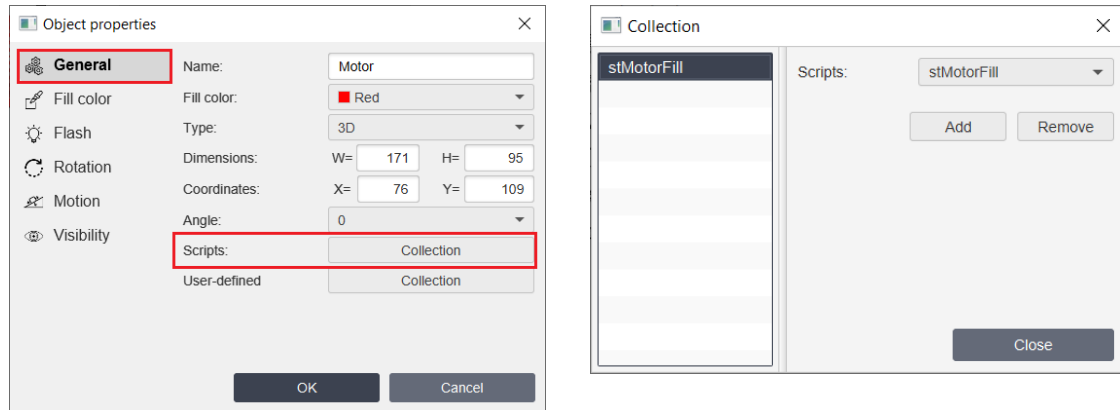 Object properties
General
Fill color
Flash
Rotation
Motion
Visibility
Name: Motor
Fill color: Red
Type: 3D
Dimensions: W= 171 H= 95
Coordinates: X= 76 Y= 109
Angle: 0
Scripts: Collection
User-defined Collection
OK Cancel
Collection
stMotorFill
Scripts: stMotorFill
Add Remove
Close